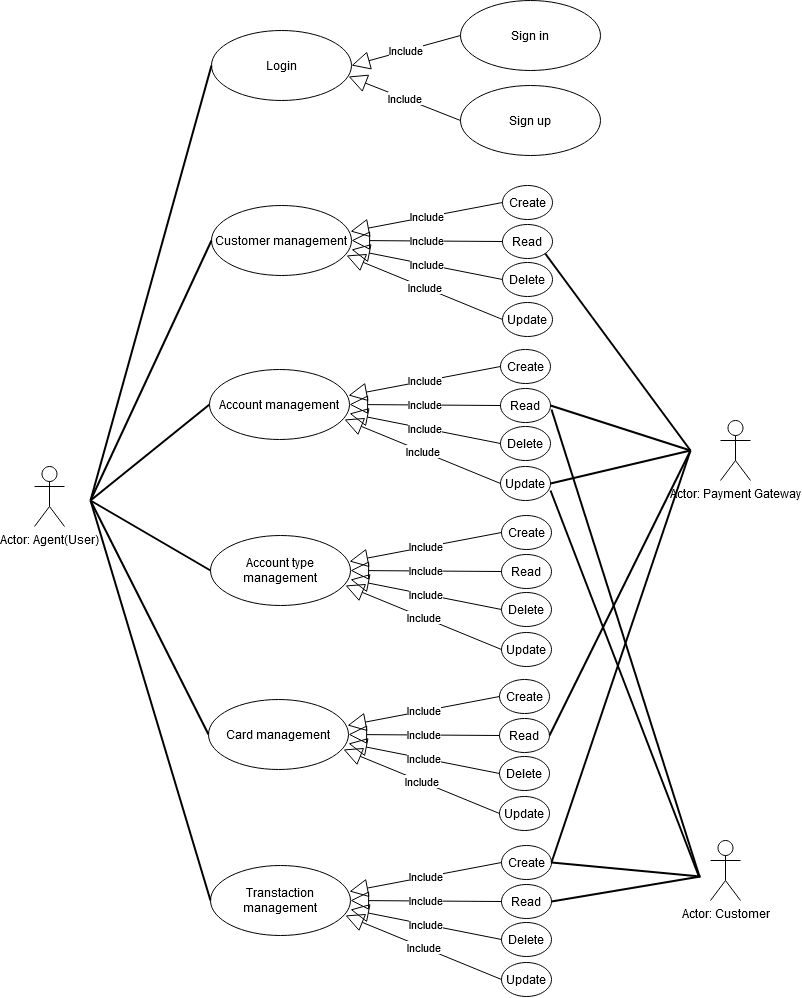 Sign in
Include
Login
Include
Sign up
Create
Include
Customer management
Include
Read
Include
Delete
Include
Update
Create
Include
Account management
Include
Read
Include
Delete
Include
Update
Actor: Payment Gateway
Actor: Agent(User)
Create
Include
Account type
management
Include
Read
Include
Delete
Include
Update
Create
Include
Card management
Include
Read
Include
Delete
Include
Update
Create
Include
Transtaction
management
Include
Read
Include
Delete
Include
Update
Actor: Customer